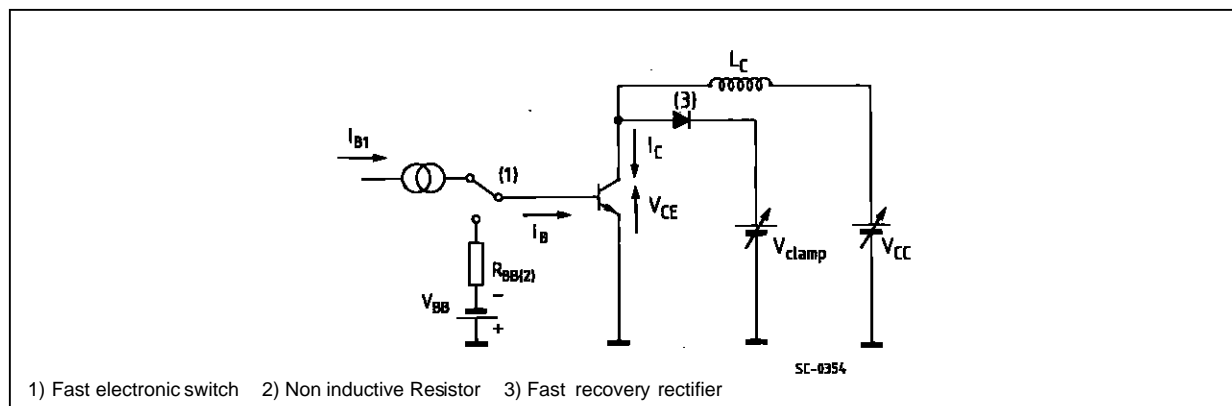 L_C
(3)
I_B1
I_C
(1)
V_CE
i_B
V_clamp
V_CC
R_BB(2)
V_BB
−
+
SC-0354
1) Fast electronic switch 2) Non inductive Resistor 3) Fast recovery rectifier